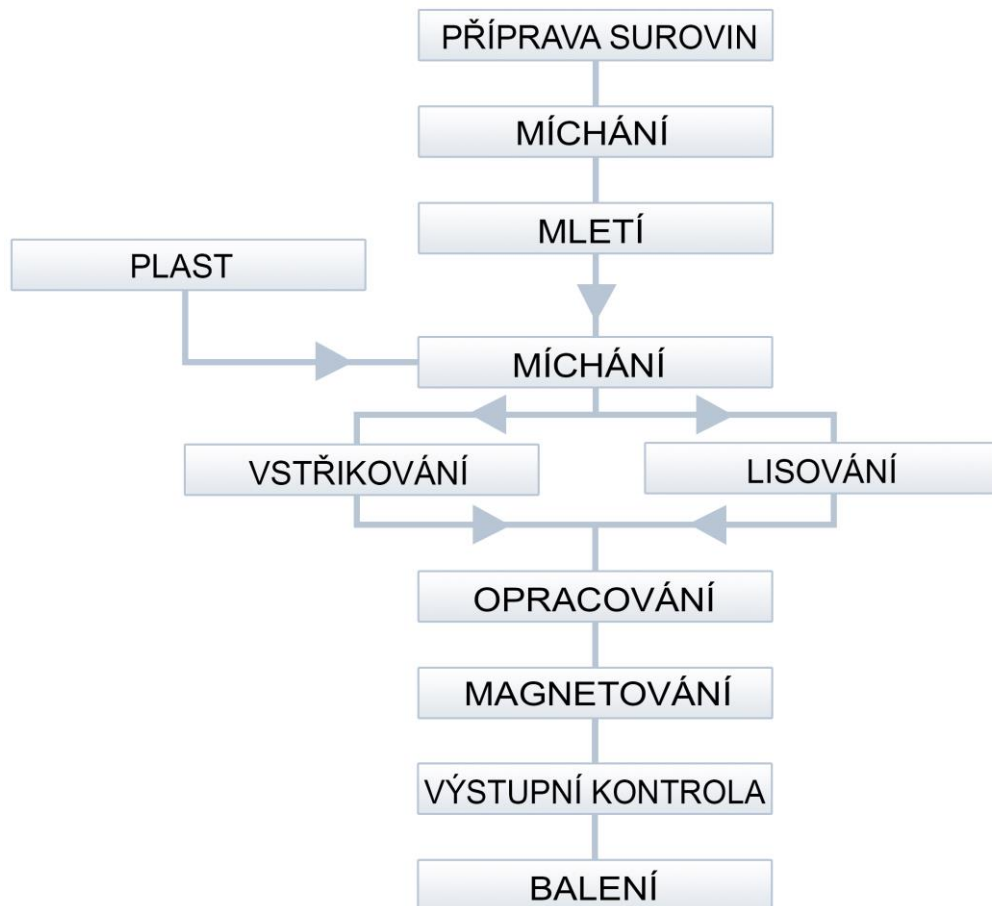 PŘÍPRAVA SUROVIN
MÍCHÁNÍ
MLETÍ
PLAST
MÍCHÁNÍ
VSTŘIKOVÁNÍ
LISOVÁNÍ
OPRACOVÁNÍ
MAGNETOVÁNÍ
VÝSTUPNÍ KONTROLA
BALENÍ